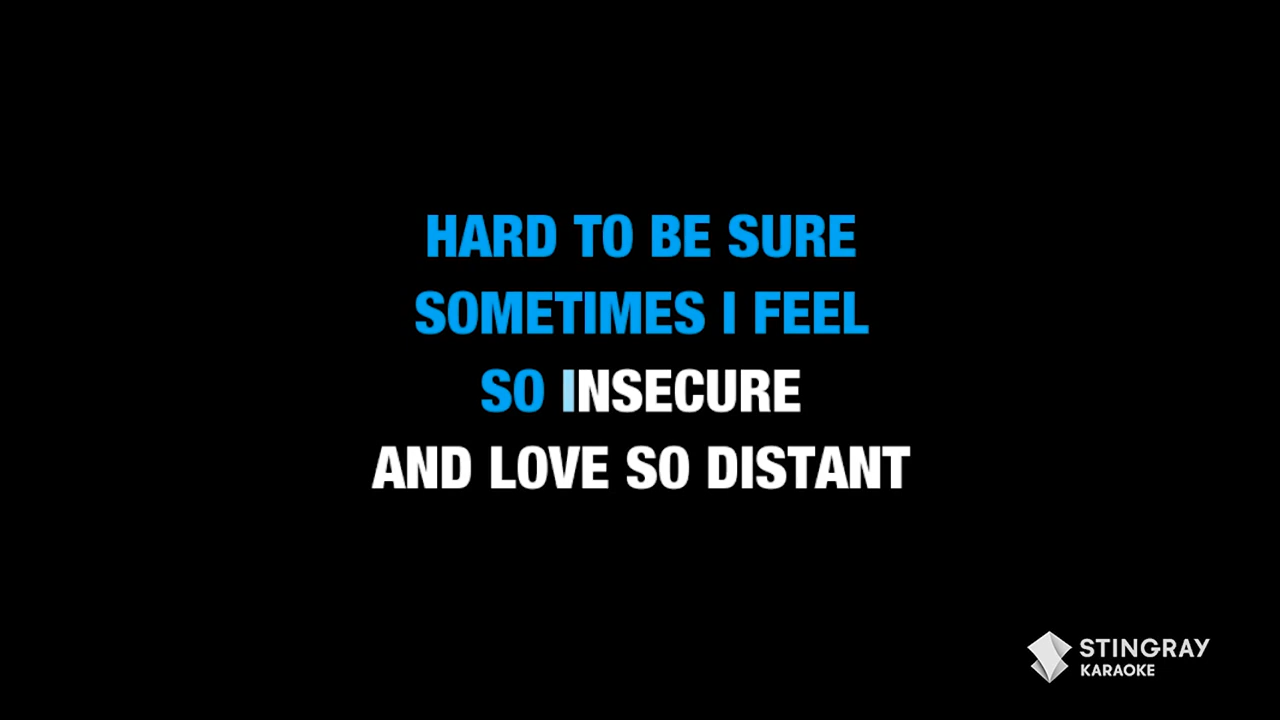 HARD TO BE SURE
SOMETIMES I FEEL
SO INSECURE
AND LOVE SO DISTANT
STINGRAY
KARAOKE